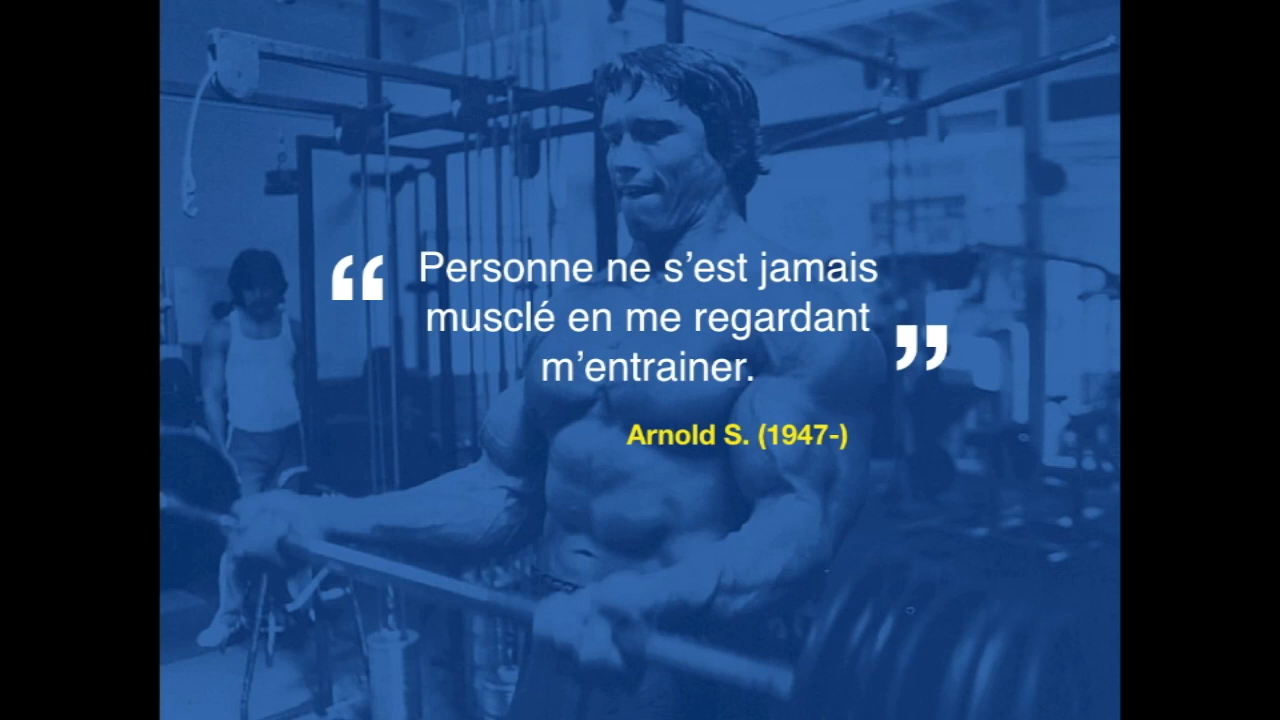 “ Personne ne s’est jamais
musclé en me regardant
m’entrainer. ”
Arnold S. (1947-)